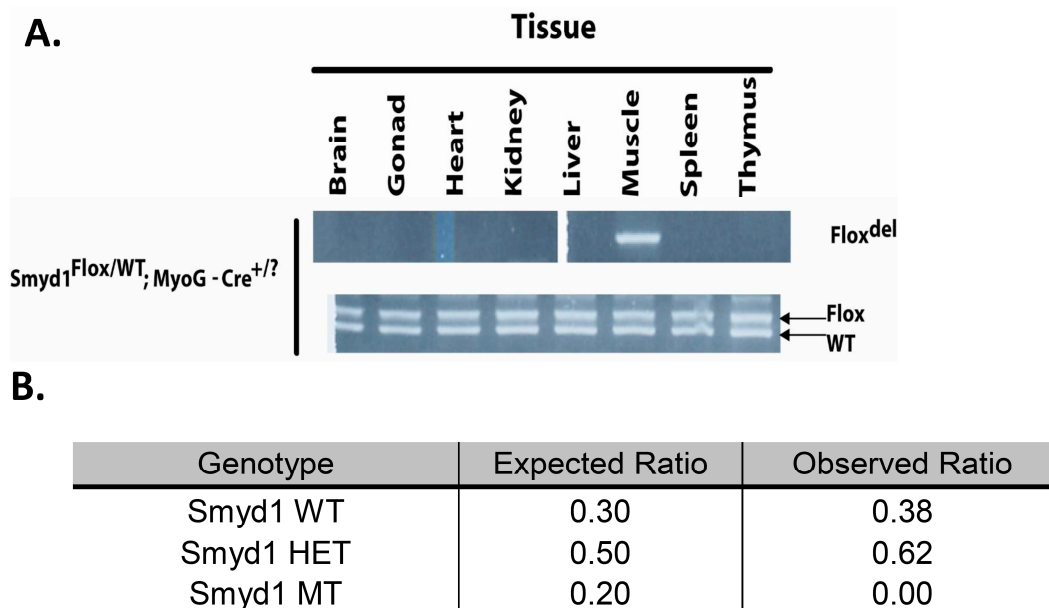 A.
Tissue
Brain
Gonad
Heart
Kidney
Liver
Muscle
Spleen
Thymus
Smyd1Flox/WT; MyoG - Cre+/?
Floxdel
Flox
WT
B.
Genotype Expected Ratio Observed Ratio
Smyd1 WT 0.30 0.38
Smyd1 HET 0.50 0.62
Smyd1 MT 0.20 0.00